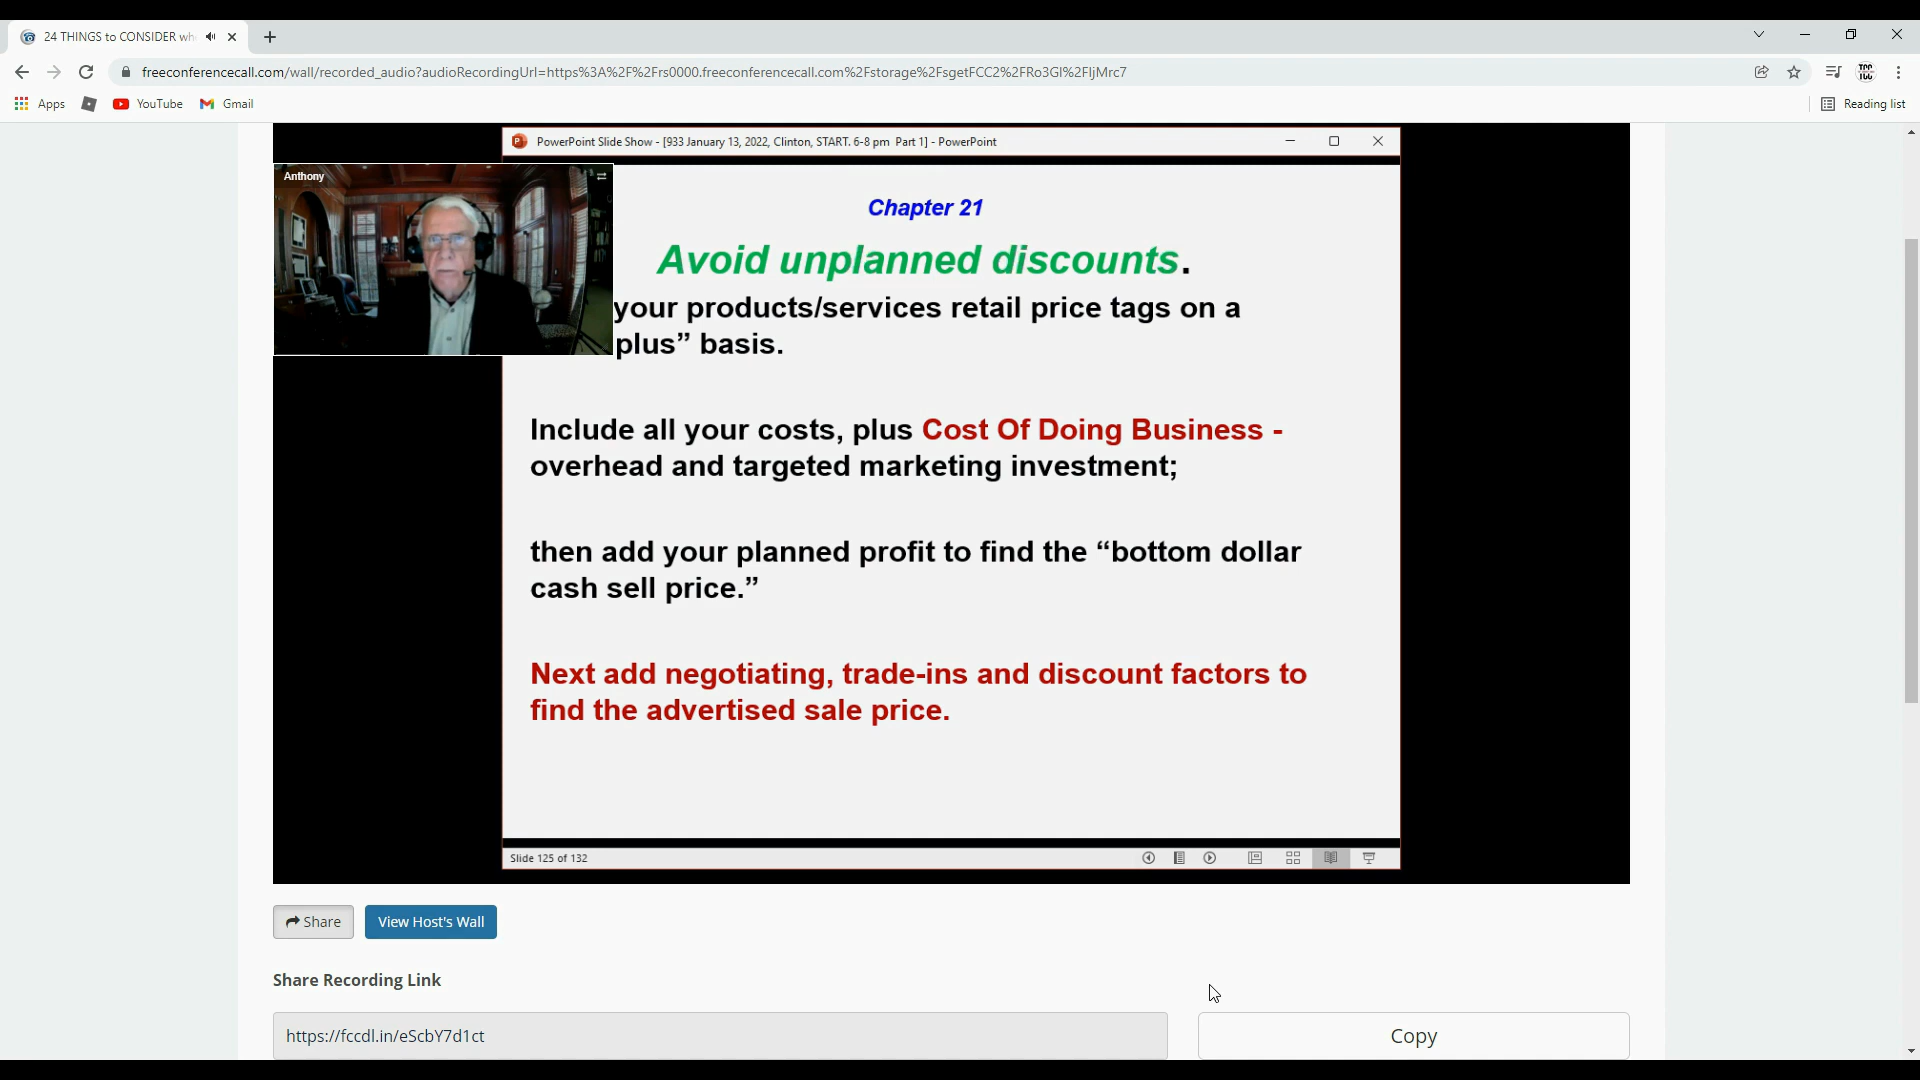 24 THINGS to CONSIDER wh
freeconferencecall.com/wall/recorded_audio?audioRecordingUrl=https%3A%2F%2Frs0000.freeconferencecall.com%2Fstorage%2FsgetFCC2%2FRo3Gl%2FljMrc7
Apps
YouTube
Gmail
Reading list
PowerPoint Slide Show - [933 January 13, 2022, Clinton, START. 6-8 pm Part 1] - PowerPoint
Anthony
Chapter 21
Avoid unplanned discounts.
your products/services retail price tags on a
plus” basis.
Include all your costs, plus Cost Of Doing Business -
overhead and targeted marketing investment;
then add your planned profit to find the “bottom dollar
cash sell price.”
Next add negotiating, trade-ins and discount factors to
find the advertised sale price.
Slide 125 of 132
Share
View Host's Wall
Share Recording Link
https://fccdl.in/eScbY7d1ct
Copy